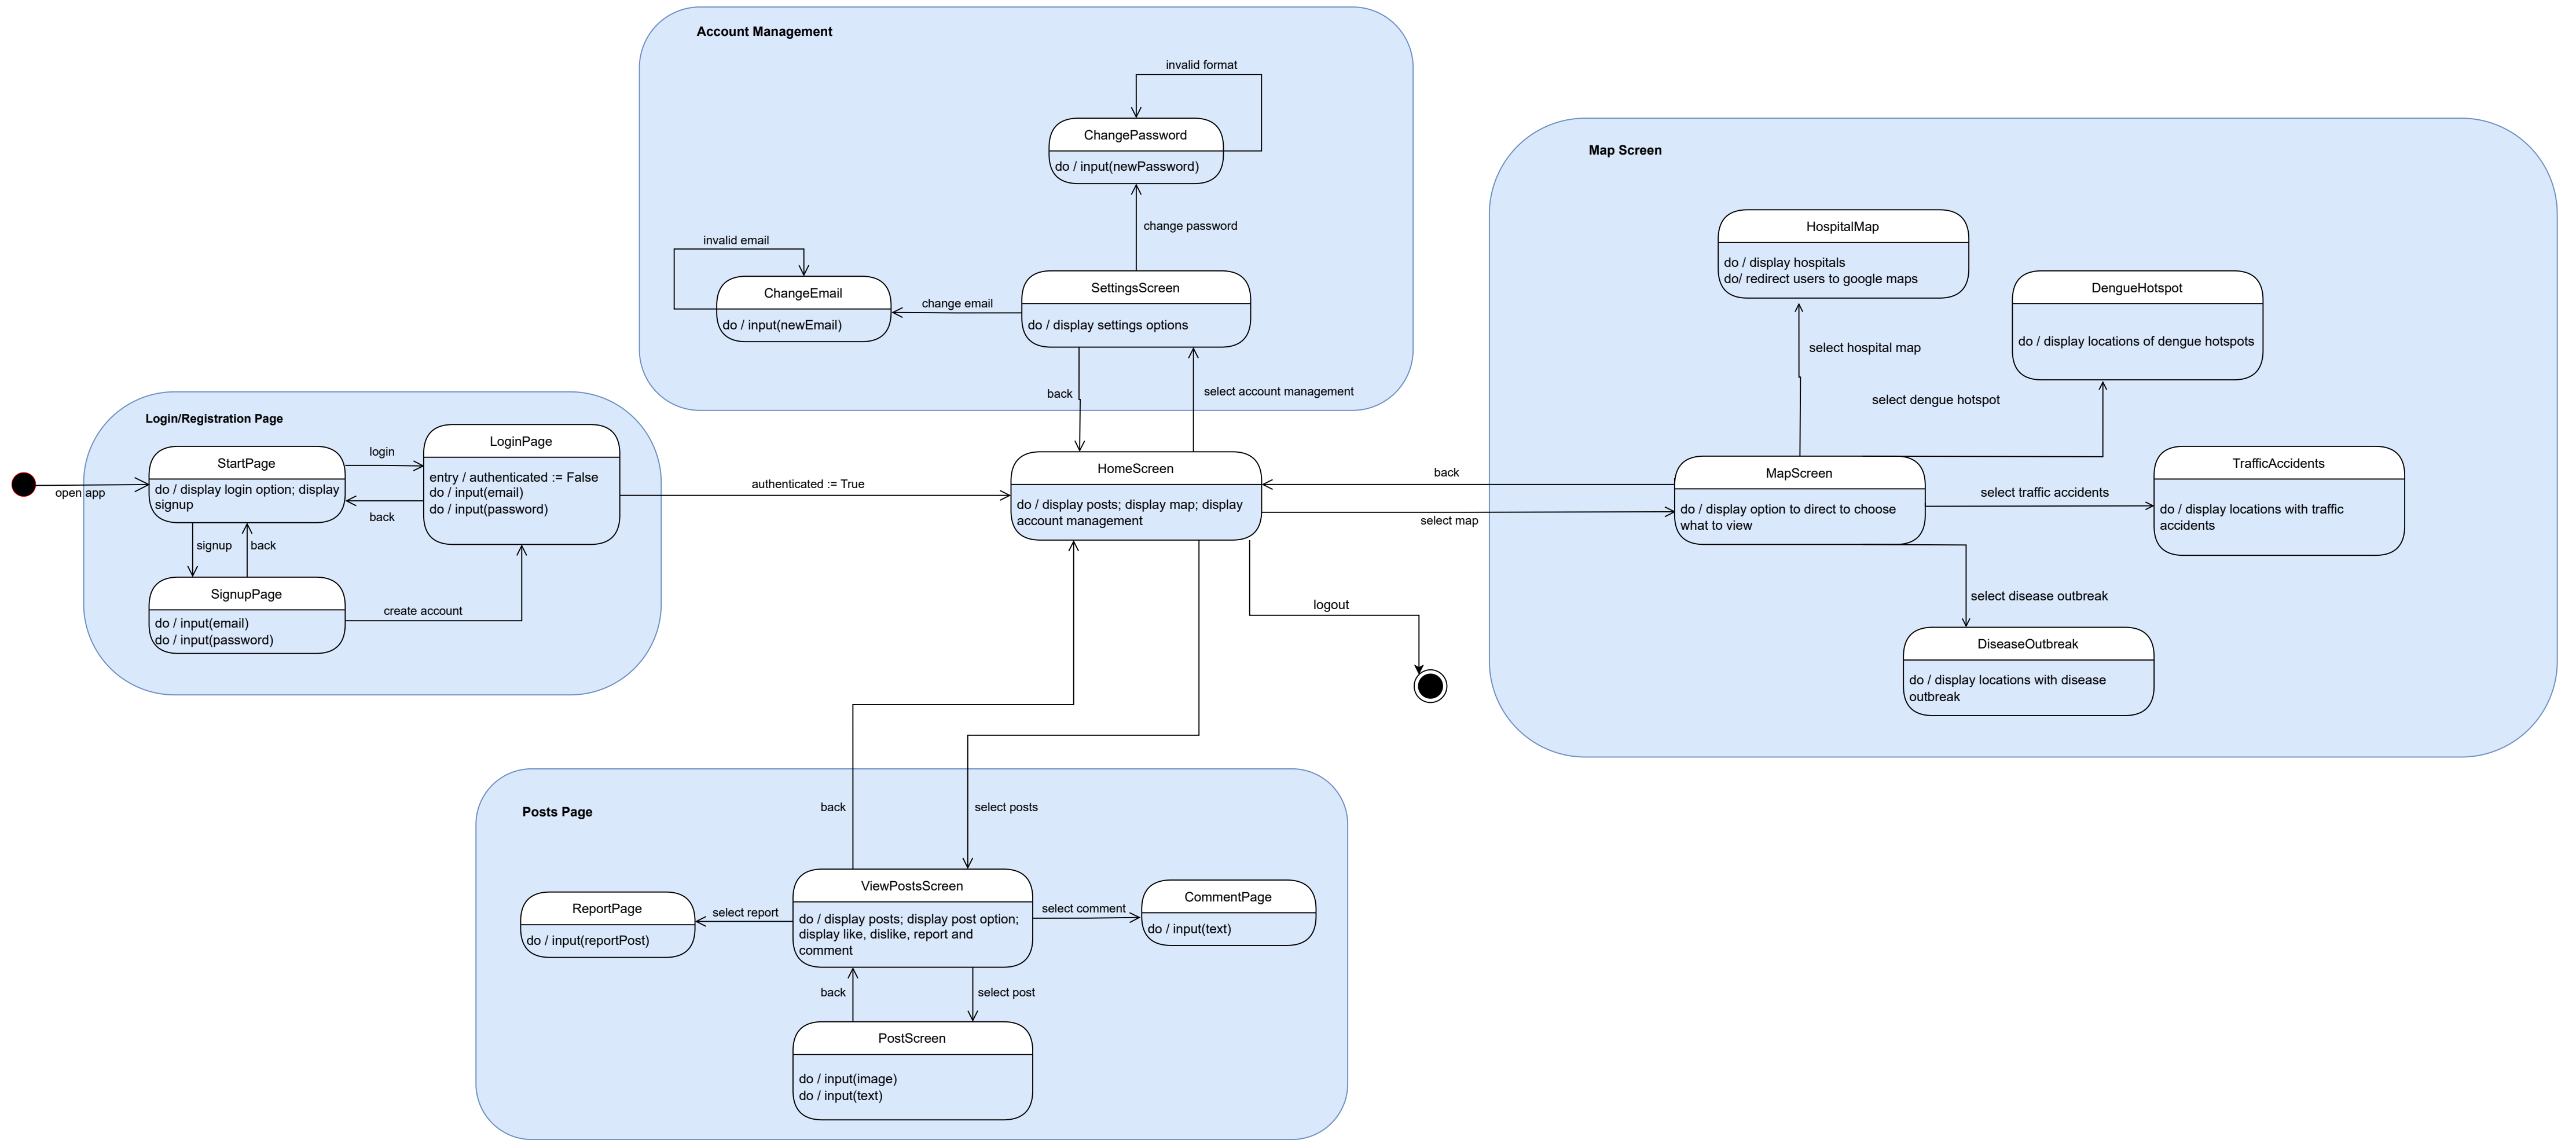 Account Management
invalid format
ChangePassword
do / input(newPassword)
change password
invalid email
ChangeEmail
do / input(newEmail)
change email
SettingsScreen
do / display settings options
back
select account management
Map Screen
HospitalMap
do / display hospitals
do/ redirect users to google maps
select hospital map
DengueHotspot
do / display locations of dengue hotspots
select dengue hotspot
Login/Registration Page
open app
StartPage
do / display login option; display
signup
login
back
LoginPage
entry / authenticated := False
do / input(email)
do / input(password)
signup
back
SignupPage
do / input(email)
do / input(password)
create account
authenticated := True
HomeScreen
do / display posts; display map; display
account management
back
select map
MapScreen
do / display option to direct to choose
what to view
select traffic accidents
TrafficAccidents
do / display locations with traffic
accidents
select disease outbreak
DiseaseOutbreak
do / display locations with disease
outbreak
logout
Posts Page
back
select posts
ViewPostsScreen
do / display posts; display post option;
display like, dislike, report and
comment
select report
ReportPage
do / input(reportPost)
select comment
CommentPage
do / input(text)
back
select post
PostScreen
do / input(image)
do / input(text)